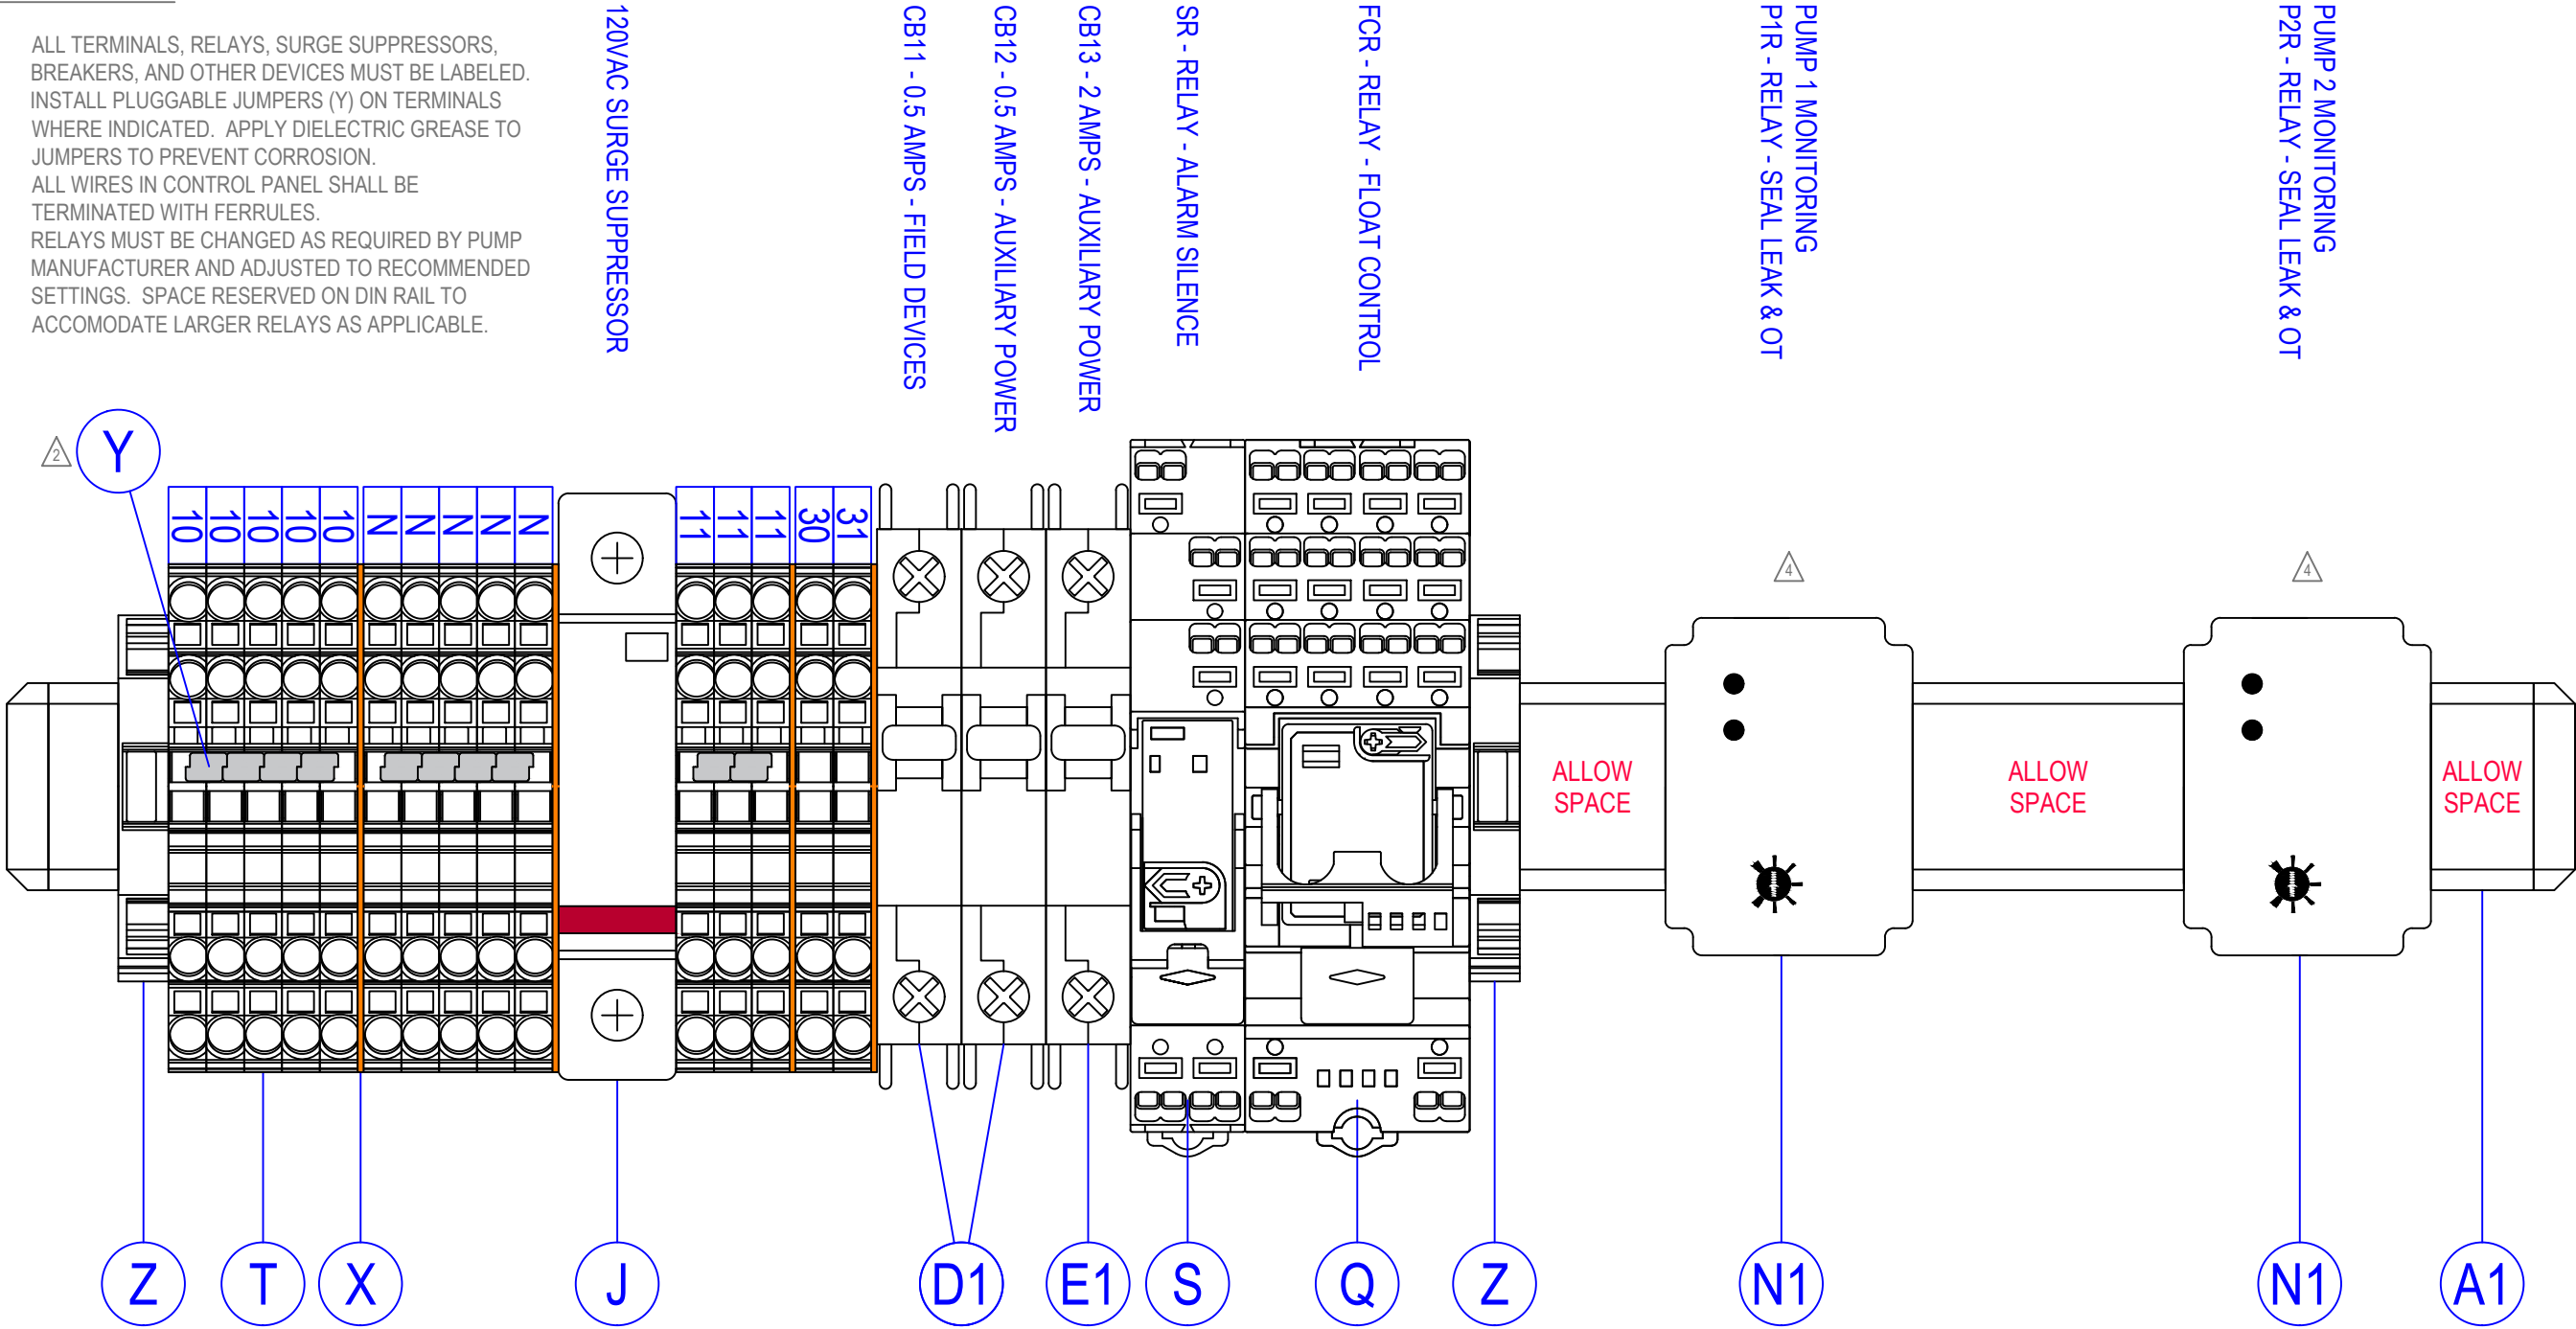 ALL TERMINALS, RELAYS, SURGE SUPPRESSORS,
BREAKERS, AND OTHER DEVICES MUST BE LABELED.
INSTALL PLUGGABLE JUMPERS (Y) ON TERMINALS
WHERE INDICATED. APPLY DIELECTRIC GREASE TO
JUMPERS TO PREVENT CORROSION.
ALL WIRES IN CONTROL PANEL SHALL BE
TERMINATED WITH FERRULES.
RELAYS MUST BE CHANGED AS REQUIRED BY PUMP
MANUFACTURER AND ADJUSTED TO RECOMMENDED
SETTINGS. SPACE RESERVED ON DIN RAIL TO
ACCOMODATE LARGER RELAYS AS APPLICABLE.
120VAC SURGE SUPPRESSOR
CB11 - 0.5 AMPS - FIELD DEVICES
CB12 - 0.5 AMPS - AUXILIARY POWER
CB13 - 2 AMPS - AUXILIARY POWER
SR - RELAY - ALARM SILENCE
FCR - RELAY - FLOAT CONTROL
PUMP 1 MONITORING
P1R - RELAY - SEAL LEAK & OT
PUMP 2 MONITORING
P2R - RELAY - SEAL LEAK & OT
2
Y
10
10
10
10
10
N
N
N
N
N
11
11
11
30
31
4
4
ALLOW
SPACE
ALLOW
SPACE
ALLOW
SPACE
Z
T
X
J
D1
E1
S
Q
Z
N1
N1
A1